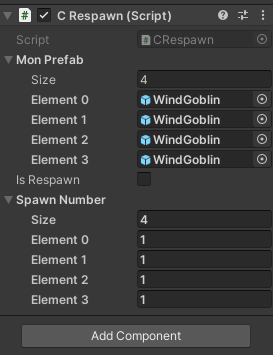 C Respawn (Script)
Script CRespawn
Mon Prefab
Size 4
Element 0 WindGoblin
Element 1 WindGoblin
Element 2 WindGoblin
Element 3 WindGoblin
Is Respawn
Spawn Number
Size 4
Element 0 1
Element 1 1
Element 2 1
Element 3 1
Add Component